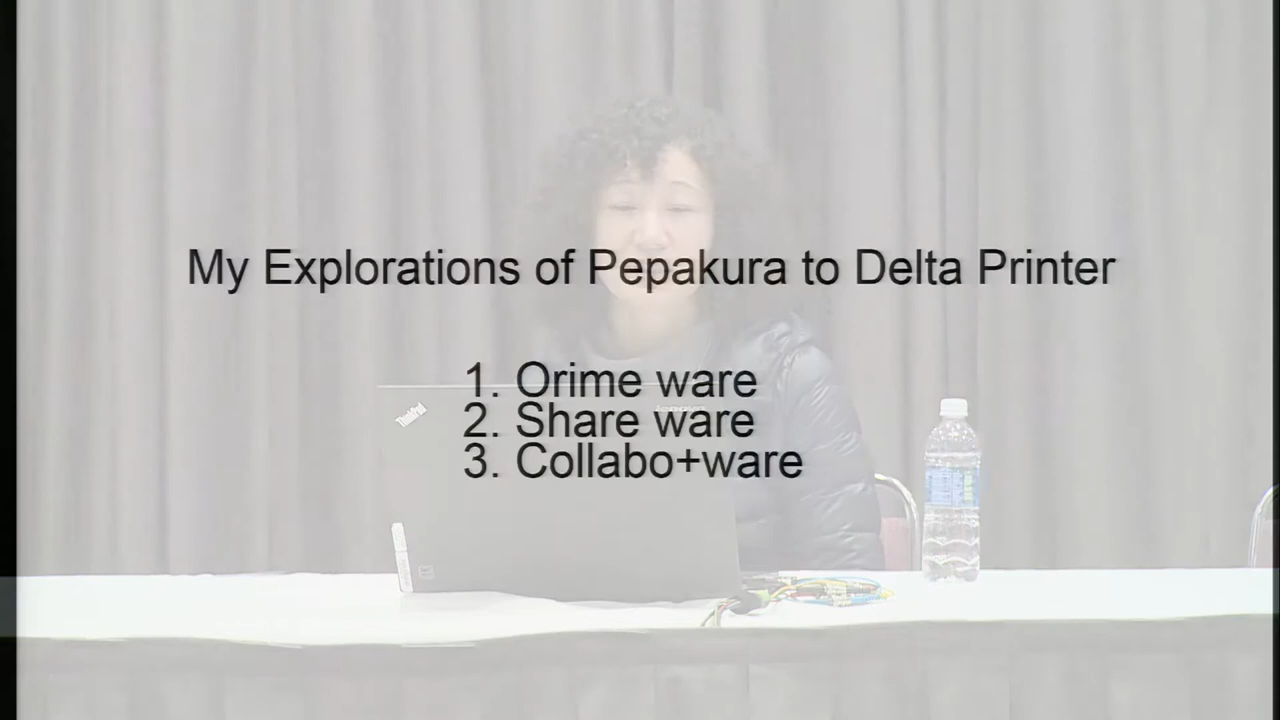 My Explorations of Pepakura to Delta Printer
1. Orime ware
2. Share ware
3. Collabo+ware
ThinkPad